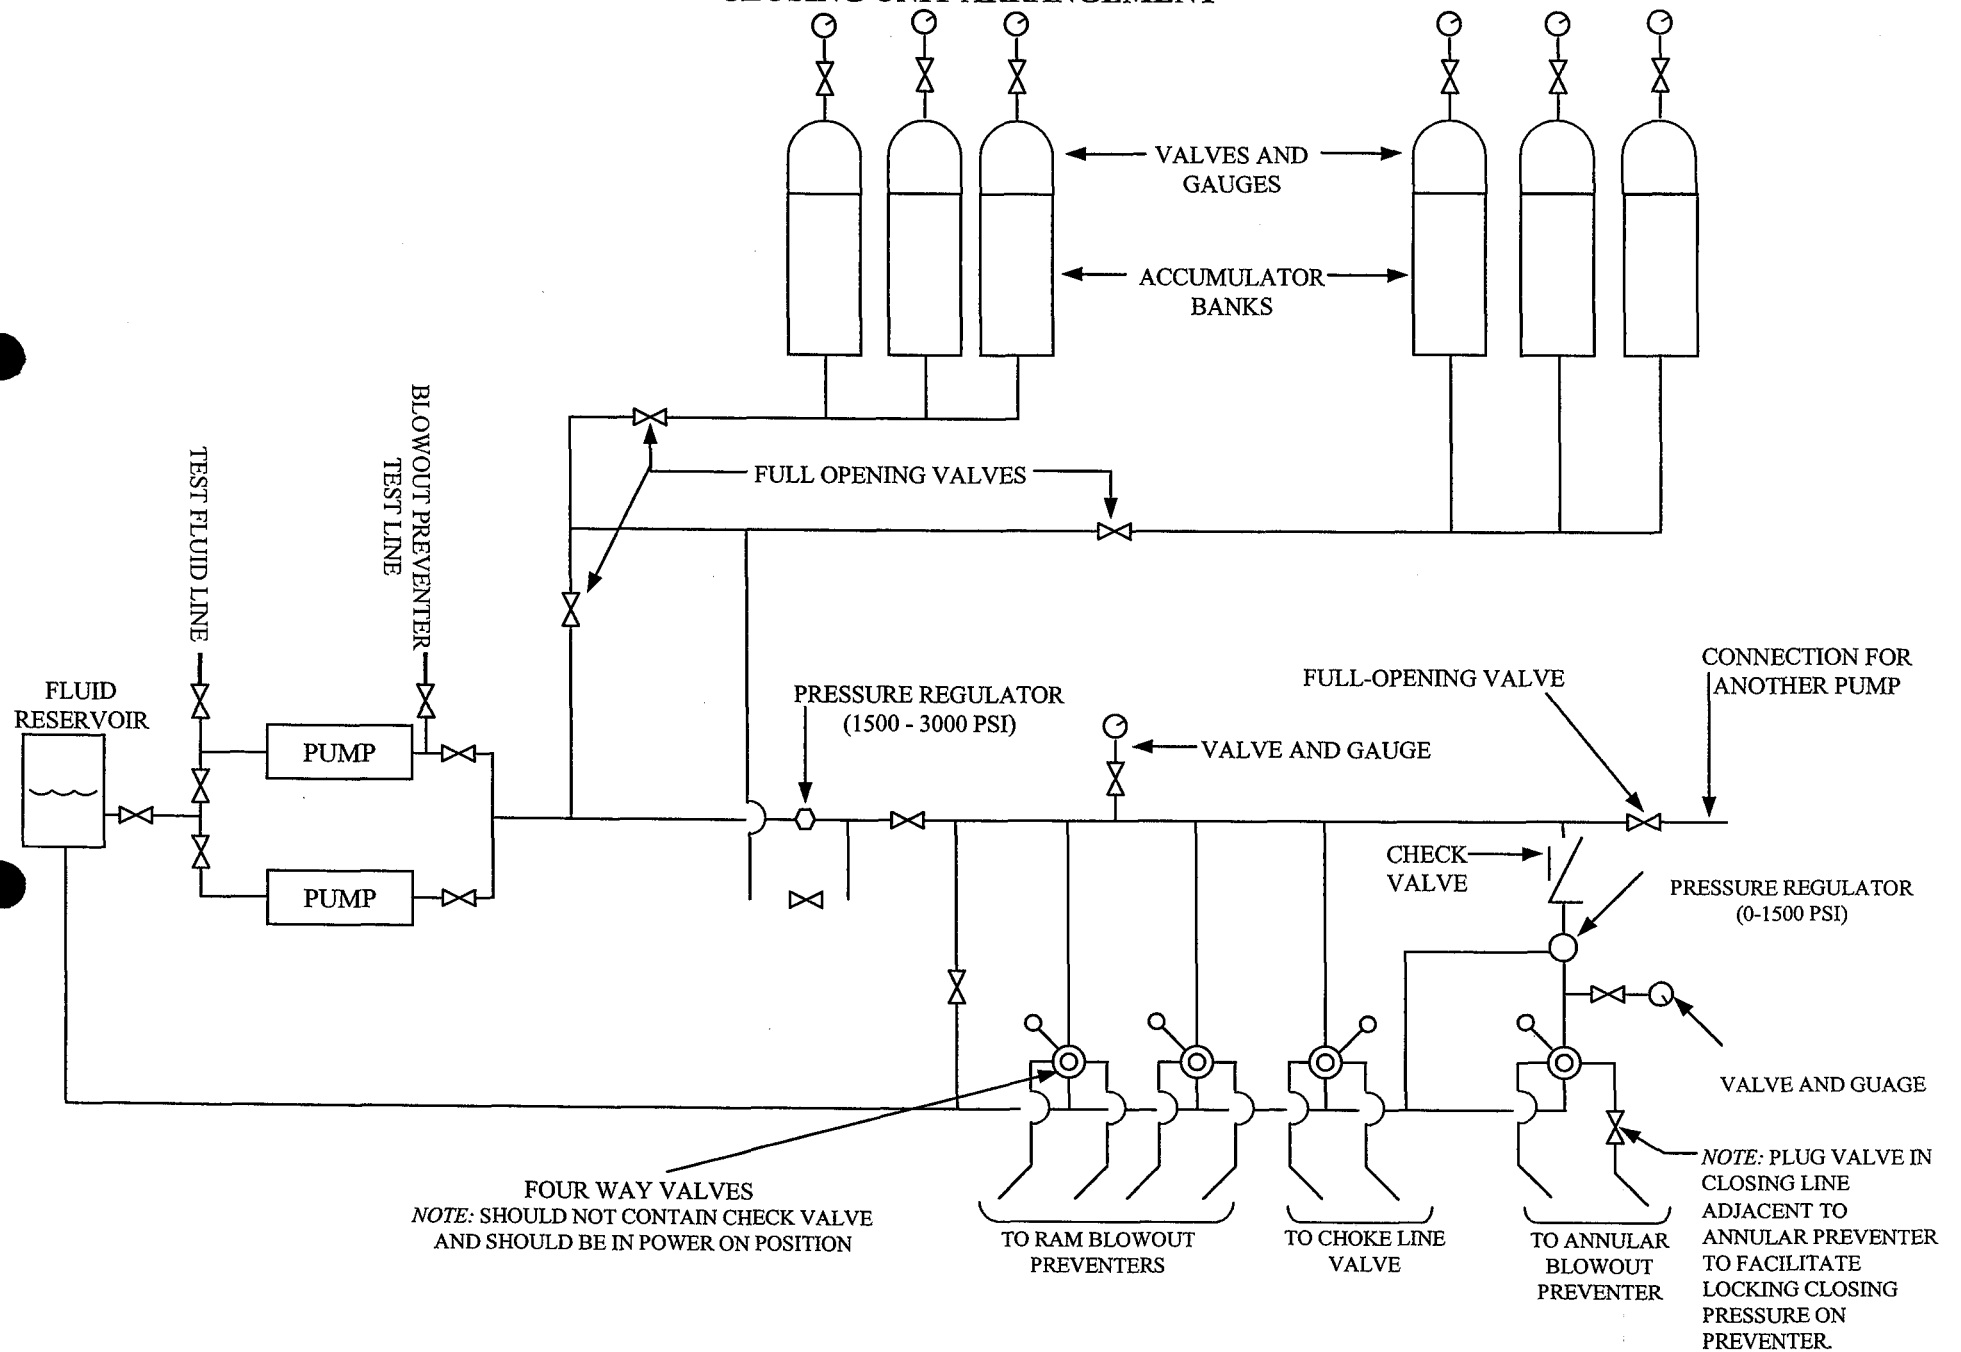 CLOSING UNIT ARRANGEMENT
VALVES AND
GAUGES
ACCUMULATOR
BANKS
FULL OPENING VALVES
BLOWOUT PREVENTER
TEST LINE
TEST FLUID LINE
FLUID
RESERVOIR
PUMP
PUMP
PRESSURE REGULATOR
(1500 - 3000 PSI)
VALVE AND GAUGE
FULL-OPENING VALVE
CONNECTION FOR
ANOTHER PUMP
CHECK
VALVE
PRESSURE REGULATOR
(0-1500 PSI)
VALVE AND GUAGE
FOUR WAY VALVES
NOTE: SHOULD NOT CONTAIN CHECK VALVE
AND SHOULD BE IN POWER ON POSITION
TO RAM BLOWOUT
PREVENTERS
TO CHOKE LINE
VALVE
TO ANNULAR
BLOWOUT
PREVENTER
NOTE: PLUG VALVE IN
CLOSING LINE
ADJACENT TO
ANNULAR PREVENTER
TO FACILITATE
LOCKING CLOSING
PRESSURE ON
PREVENTER.